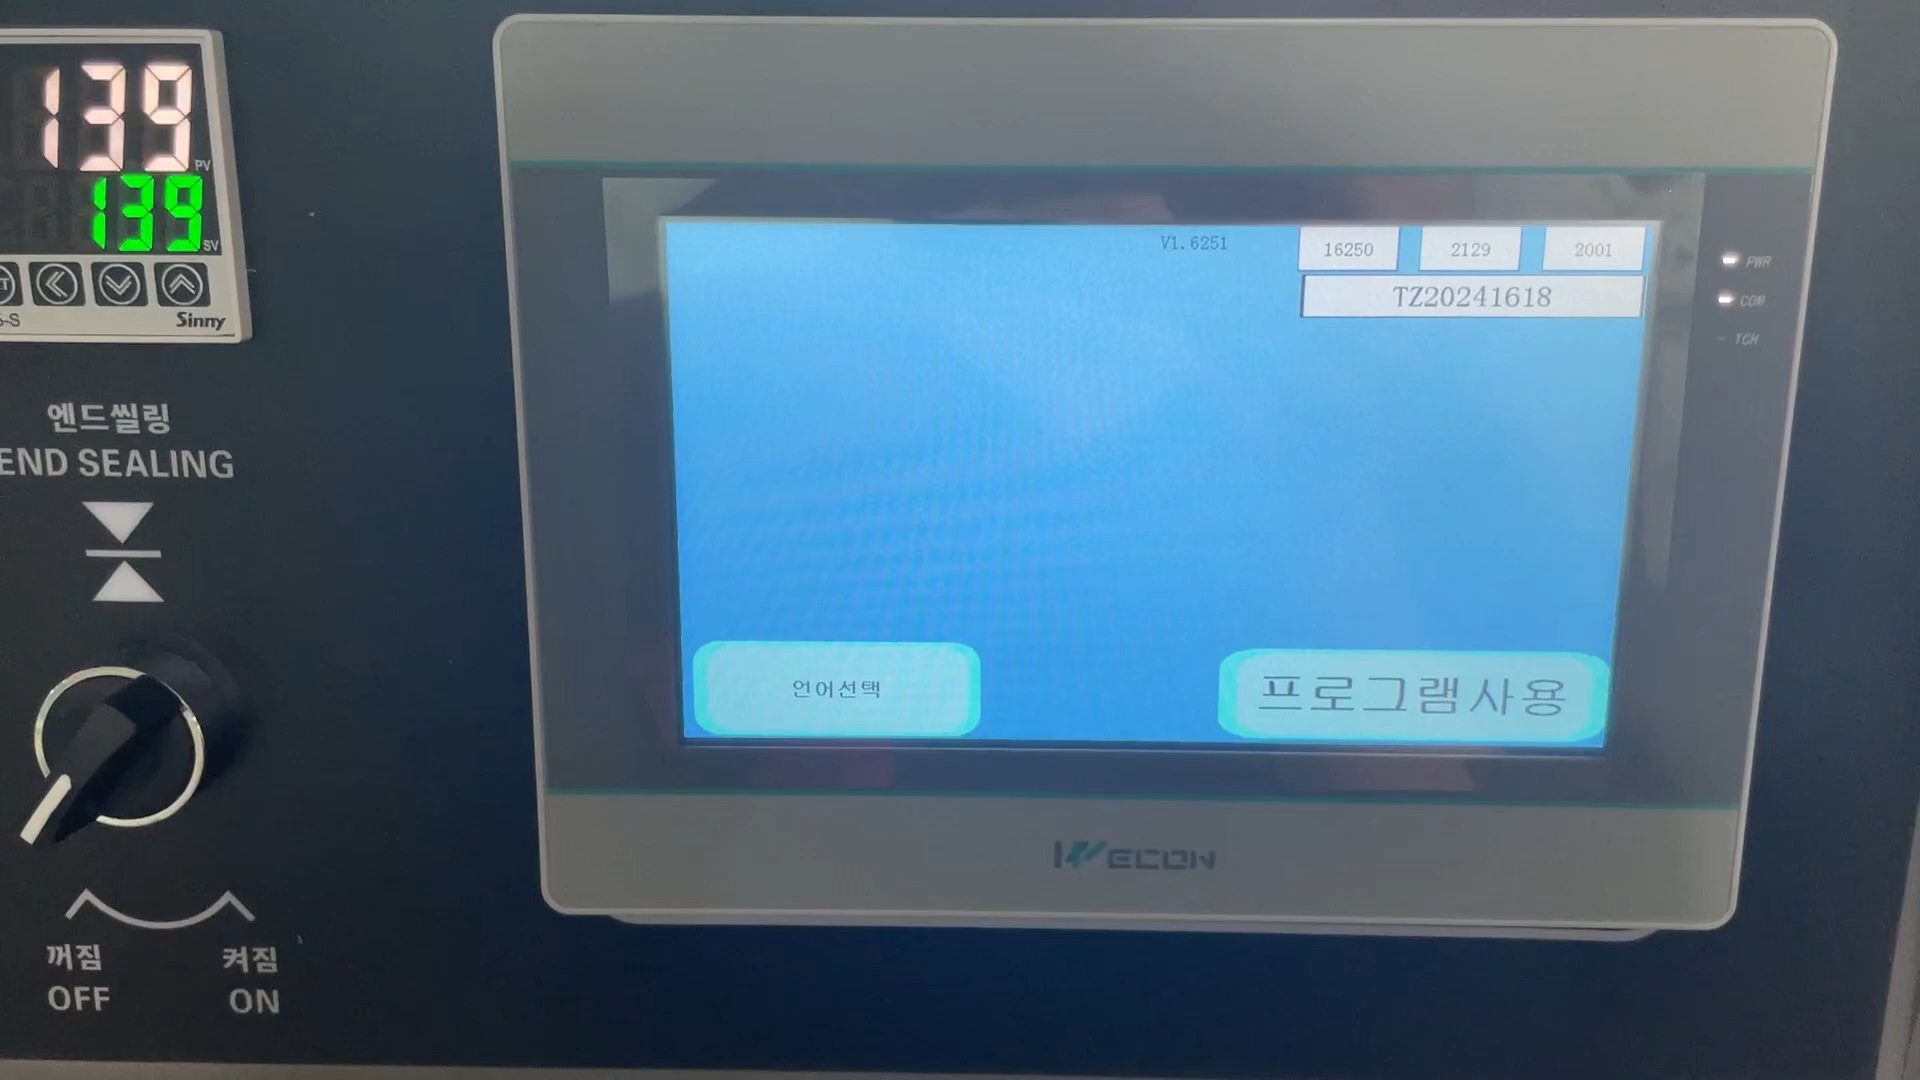 139
PV
139
SV
Sinny
엔드씰링
END SEALING
꺼짐
켜짐
OFF
ON
V1.6251
16250
2129
2001
TZ20241618
PWR
COM
TCH
언어선택
프로그램사용
WECON